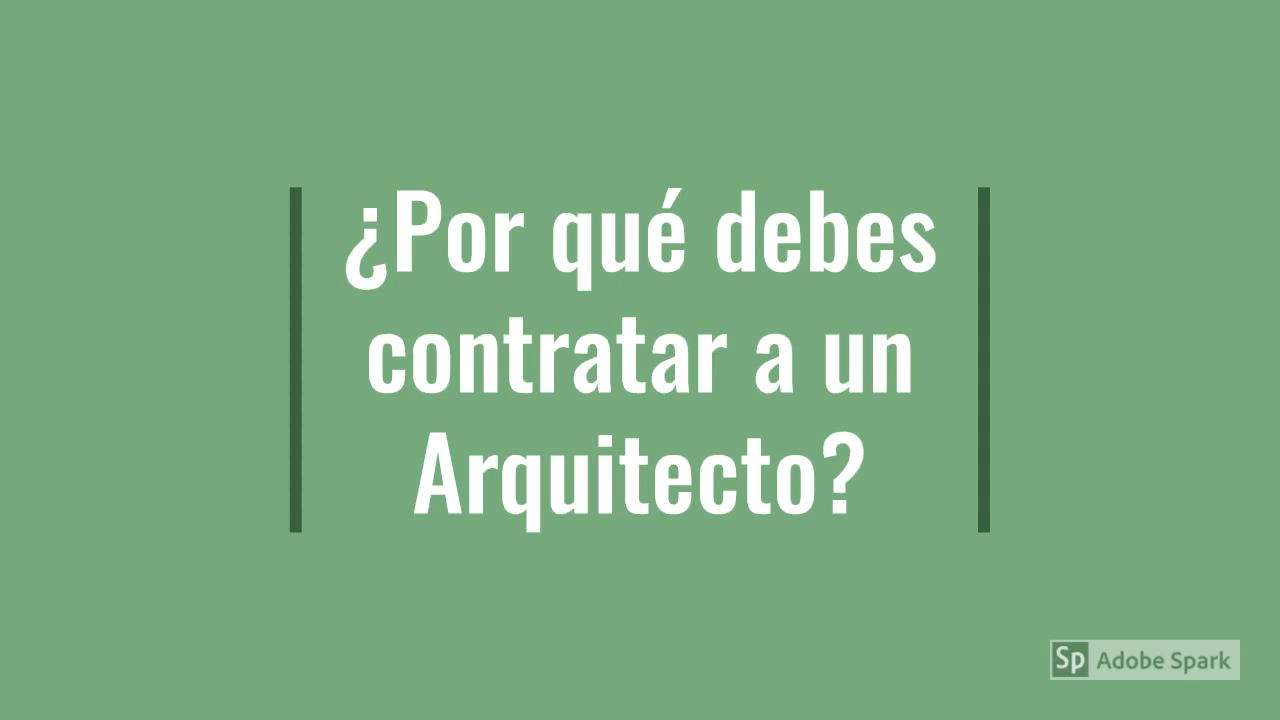 ¿Por qué debes
contratar a un
Arquitecto?
Sp Adobe Spark